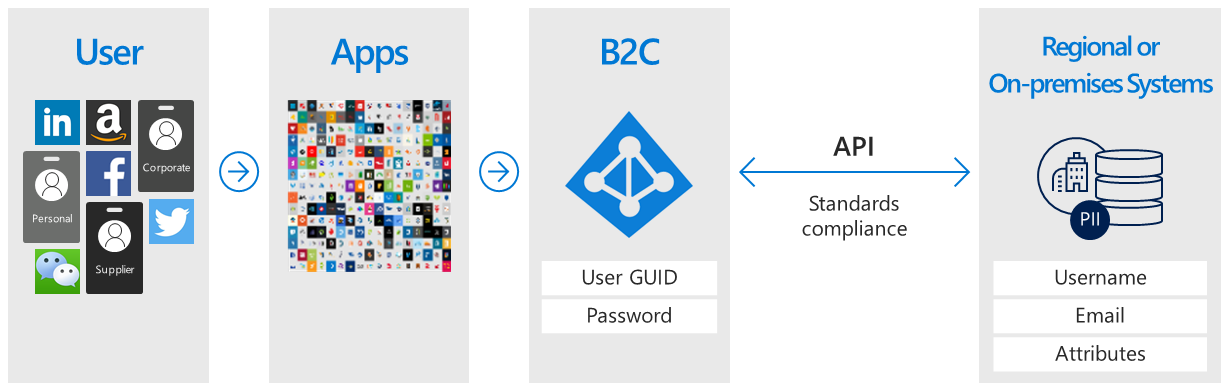 User
in
a
Corporate
Personal
f
Supplier
Apps
B2C
User GUID
Password
API
Standards
compliance
Regional or
On-premises Systems
PII
Username
Email
Attributes